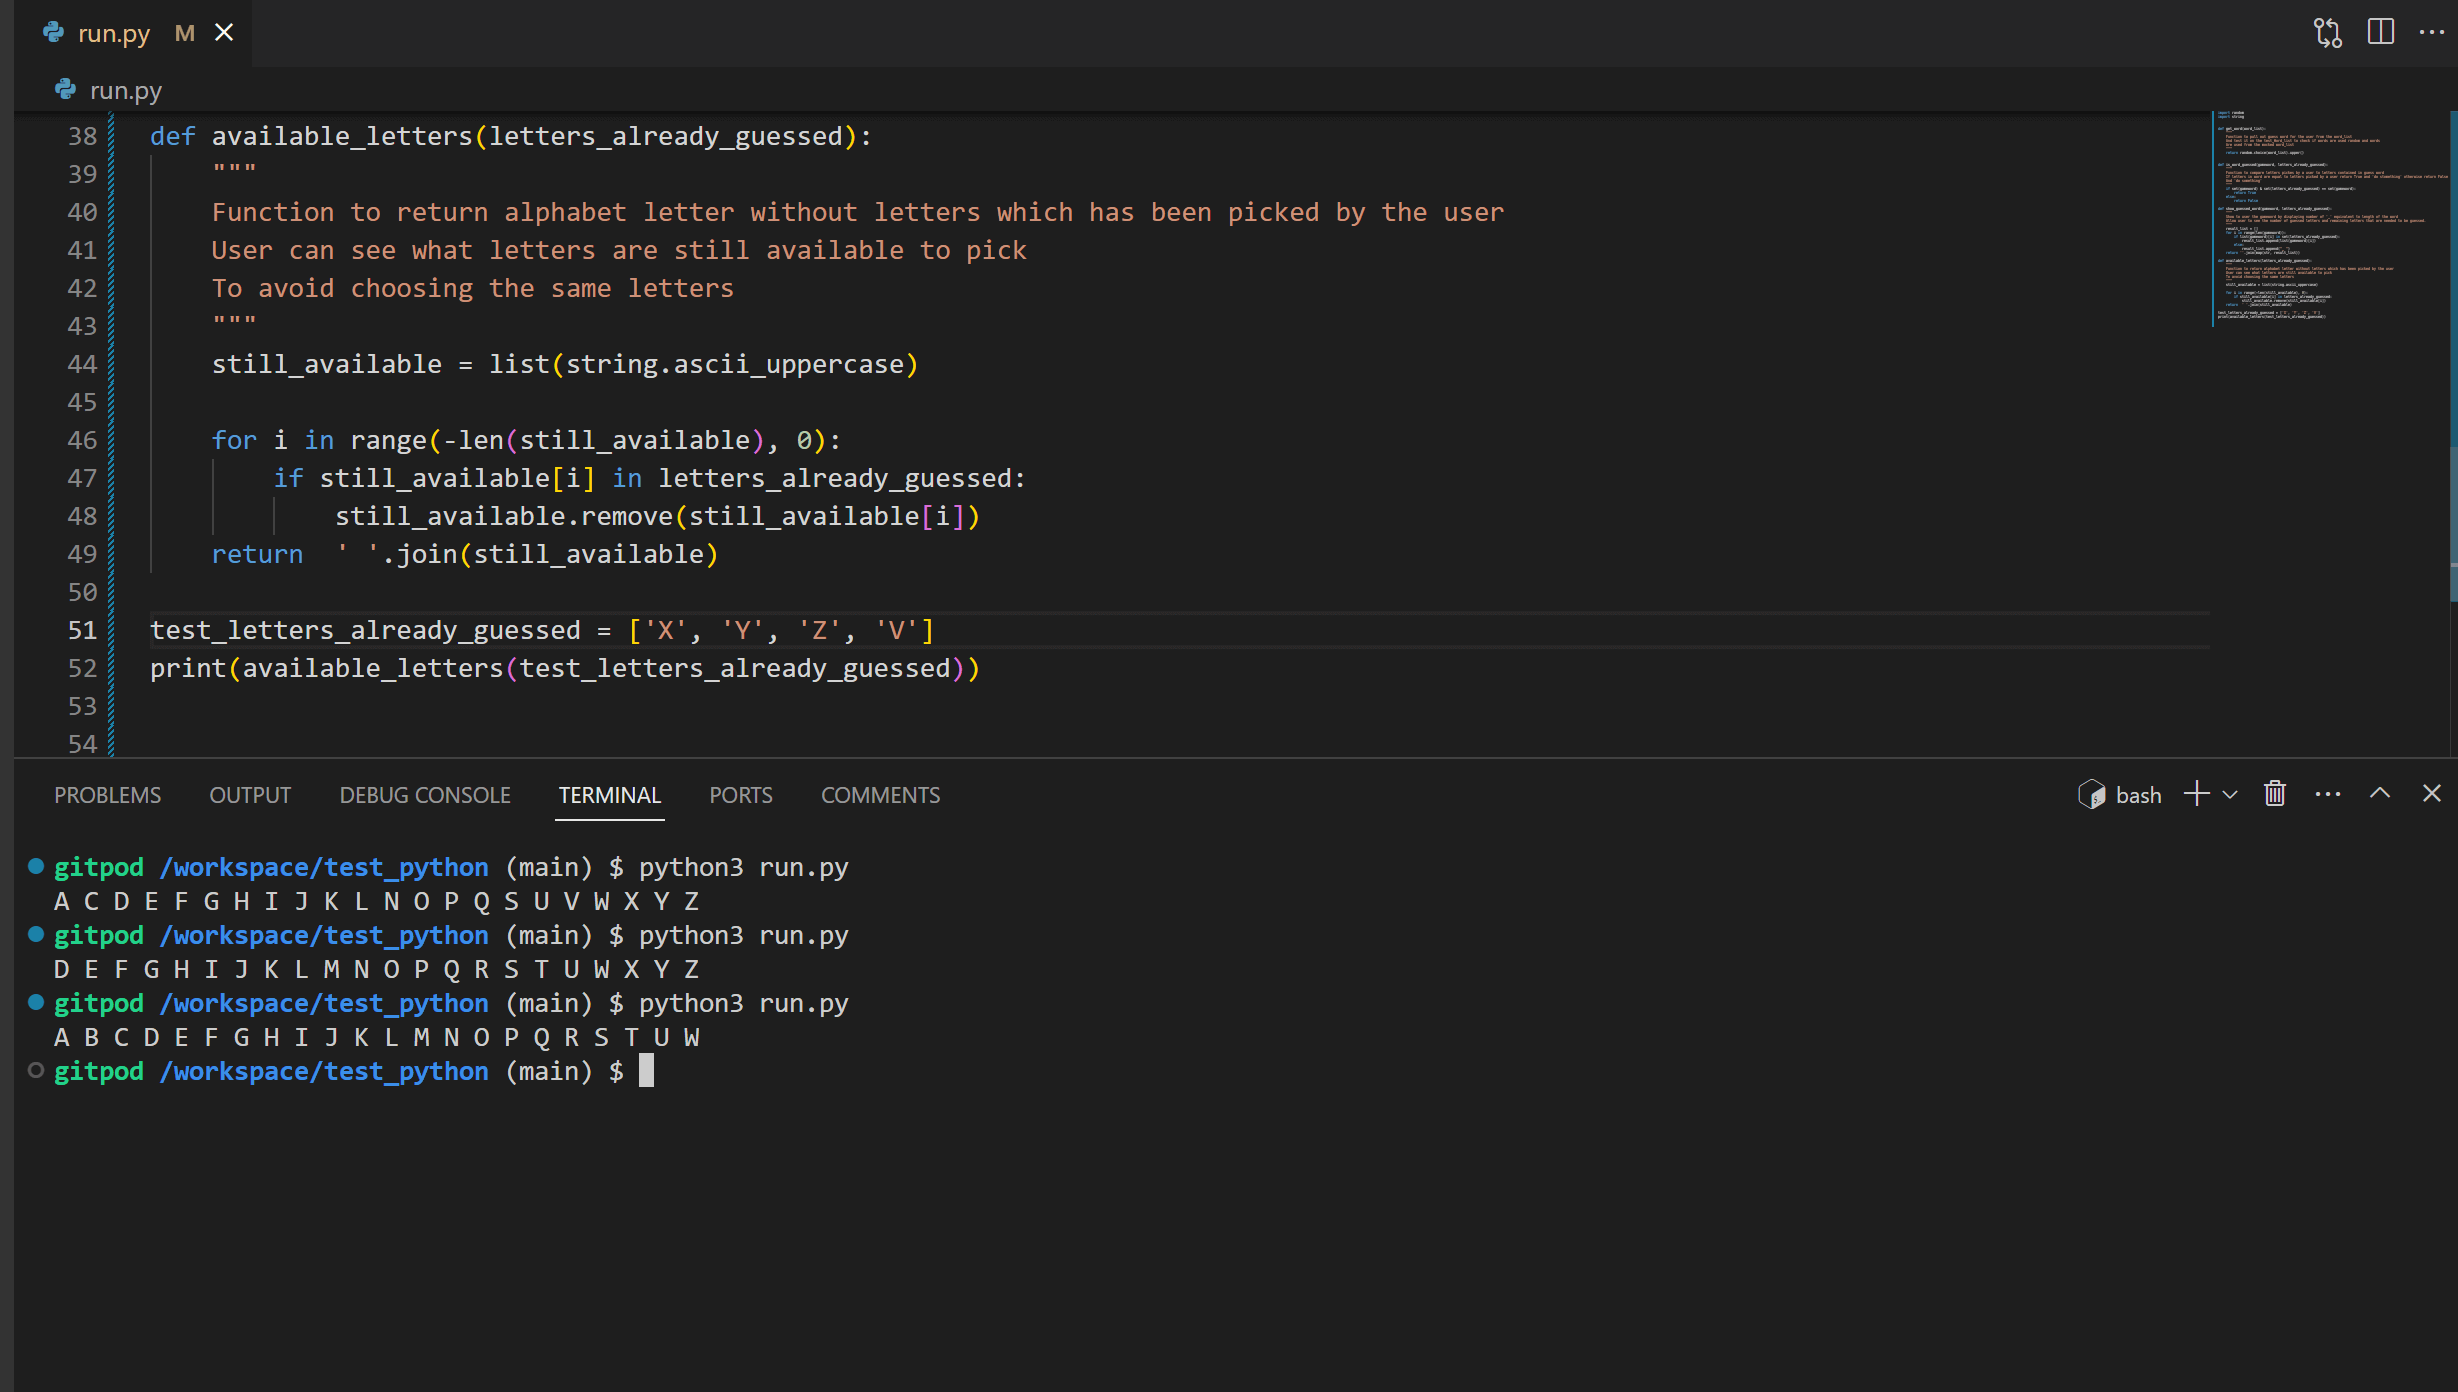 run.py M
run.py
38 def available_letters(letters_already_guessed):
39 """
40 Function to return alphabet letter without letters which has been picked by the user
41 User can see what letters are still available to pick
42 To avoid choosing the same letters
43 """
44 still_available = list(string.ascii_uppercase)
45
46 for i in range(-len(still_available), 0):
47 if still_available[i] in letters_already_guessed:
48 still_available.remove(still_available[i])
49 return  ' '.join(still_available)
50
51 test_letters_already_guessed = ['X', 'Y', 'Z', 'V']
52 print(available_letters(test_letters_already_guessed))
53
54
PROBLEMS OUTPUT DEBUG CONSOLE TERMINAL PORTS COMMENTS bash
gitpod /workspace/test_python (main) $ python3 run.py
A C D E F G H I J K L N O P Q S U V W X Y Z
gitpod /workspace/test_python (main) $ python3 run.py
D E F G H I J K L M N O P Q R S T U W X Y Z
gitpod /workspace/test_python (main) $ python3 run.py
A B C D E F G H I J K L M N O P Q R S T U W
gitpod /workspace/test_python (main) $